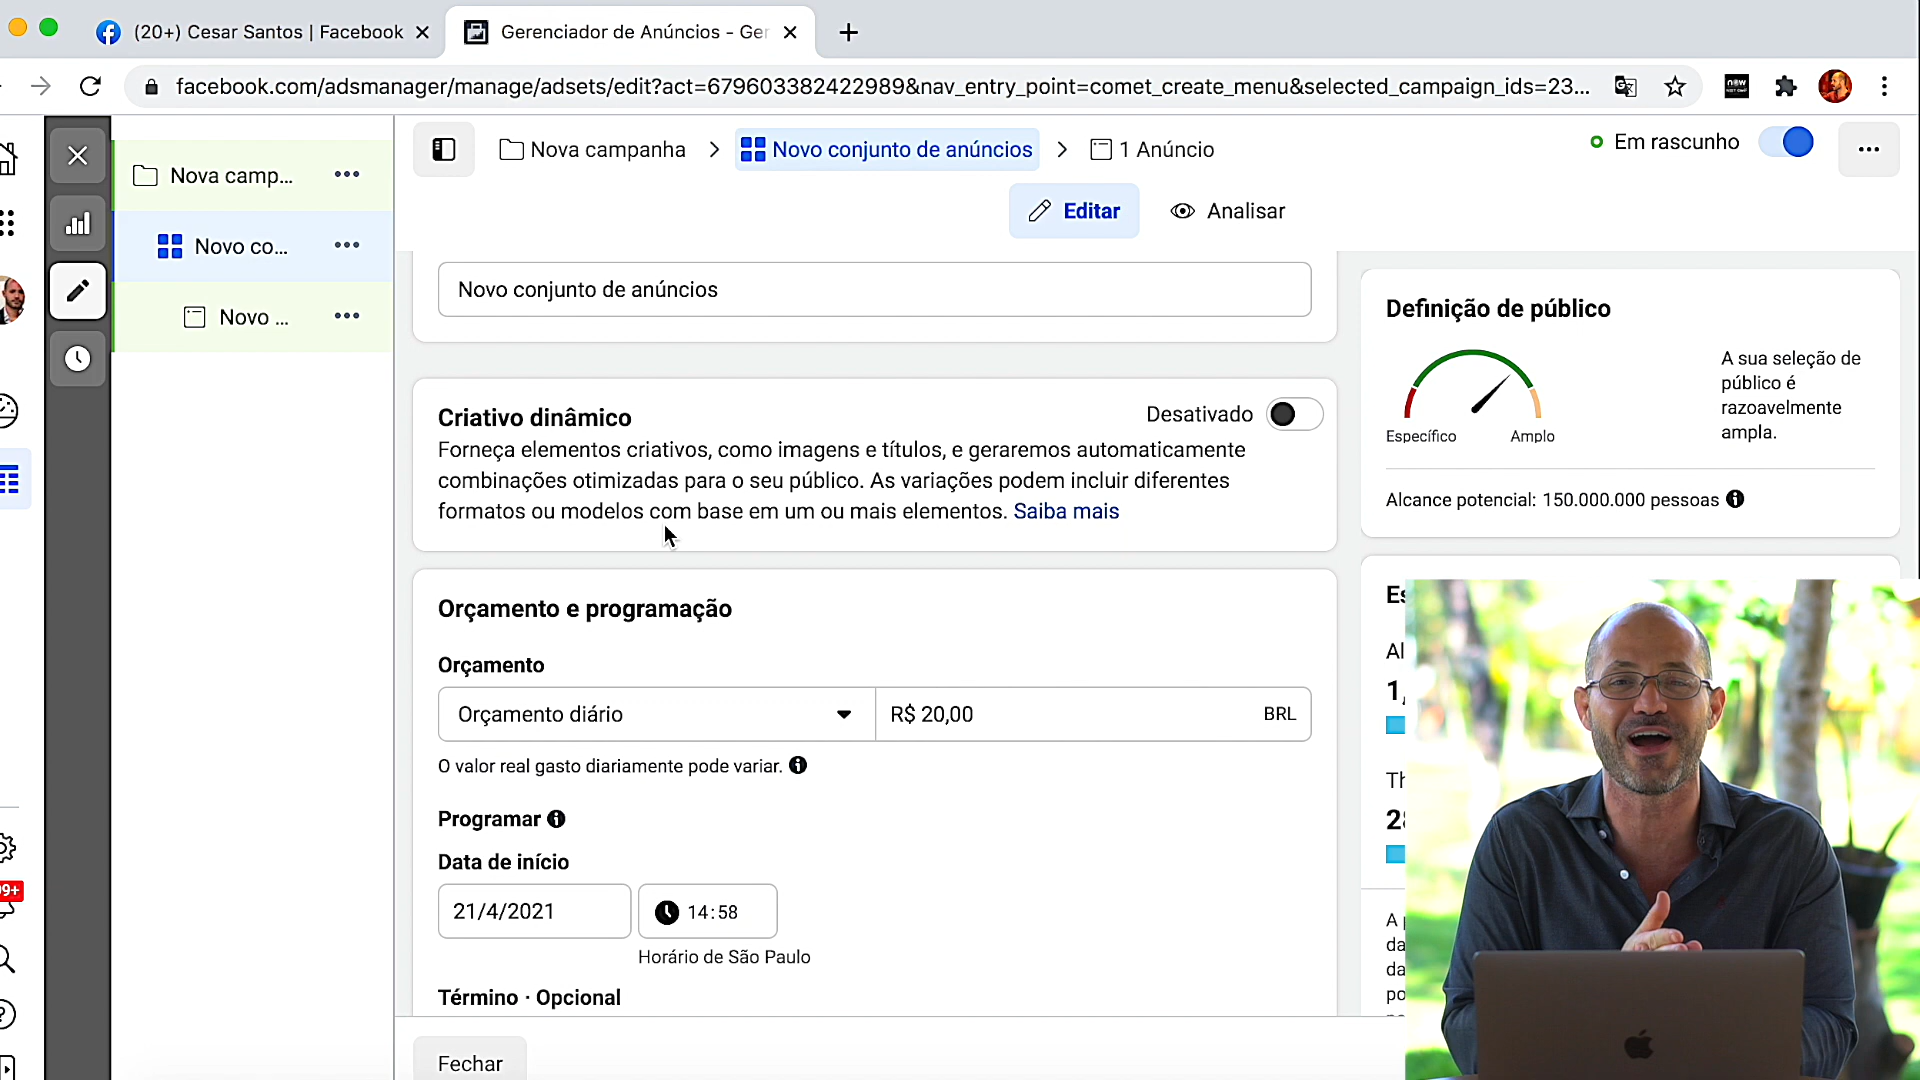 (20+) Cesar Santos | Facebook
Gerenciador de Anúncios - Ger
facebook.com/adsmanager/manage/adsets/edit?act=679603382422989&nav_entry_point=comet_create_menu&selected_campaign_ids=23...
Nova camp...
Novo co...
Novo ...
99+
Nova campanha
Novo conjunto de anúncios
1 Anúncio
Em rascunho
Editar
Analisar
Novo conjunto de anúncios
Criativo dinâmico
Desativado
Forneça elementos criativos, como imagens e títulos, e geraremos automaticamente
combinações otimizadas para o seu público. As variações podem incluir diferentes
formatos ou modelos com base em um ou mais elementos. Saiba mais
Orçamento e programação
Orçamento
Orçamento diário
R$ 20,00
BRL
O valor real gasto diariamente pode variar.
Programar
Data de início
21/4/2021
14:58
Horário de São Paulo
Término · Opcional
Fechar
Definição de público
A sua seleção de
público é
razoavelmente
ampla.
Específico
Amplo
Alcance potencial: 150.000.000 pessoas